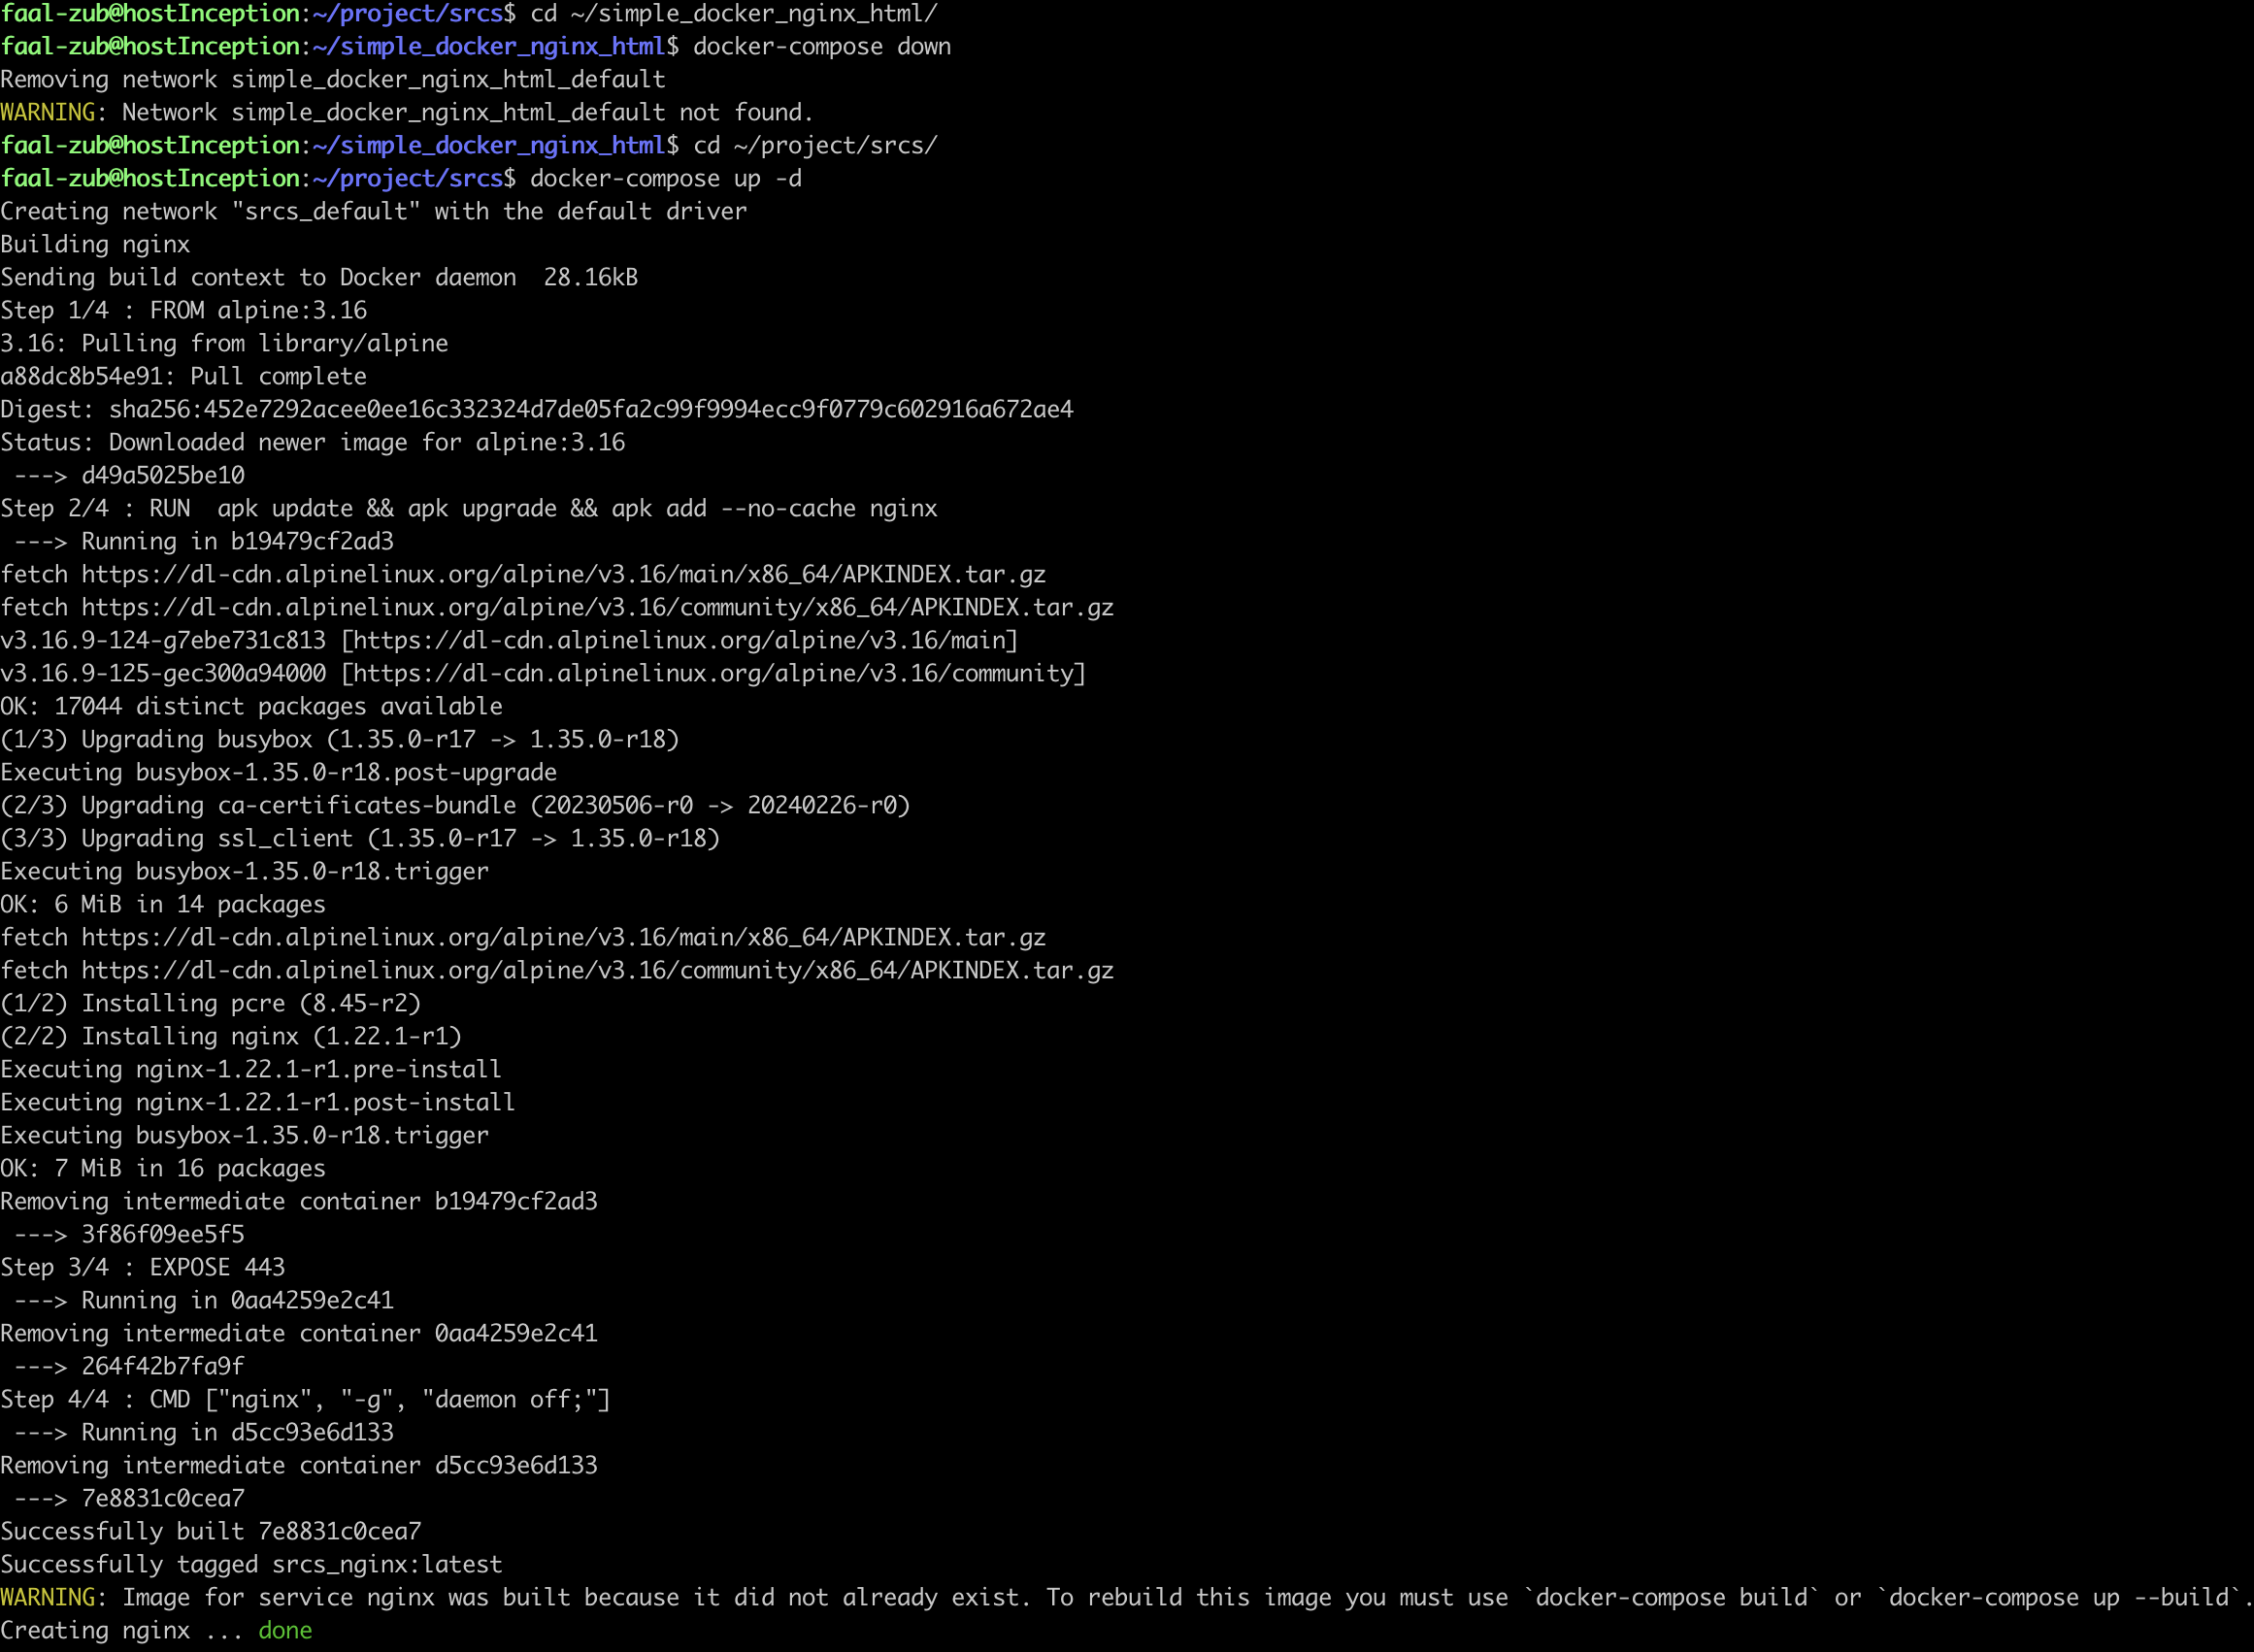 faal-zub@hostInception:~/project/srcs$ cd ~/simple_docker_nginx_html/
faal-zub@hostInception:~/simple_docker_nginx_html$ docker-compose down
Removing network simple_docker_nginx_html_default
WARNING: Network simple_docker_nginx_html_default not found.
faal-zub@hostInception:~/simple_docker_nginx_html$ cd ~/project/srcs/
faal-zub@hostInception:~/project/srcs$ docker-compose up -d
Creating network "srcs_default" with the default driver
Building nginx
Sending build context to Docker daemon  28.16kB
Step 1/4 : FROM alpine:3.16
3.16: Pulling from library/alpine
a88dc8b54e91: Pull complete
Digest: sha256:452e7292acee0ee16c332324d7de05fa2c99f9994ecc9f0779c602916a672ae4
Status: Downloaded newer image for alpine:3.16
 ---> d49a5025be10
Step 2/4 : RUN  apk update && apk upgrade && apk add --no-cache nginx
 ---> Running in b19479cf2ad3
fetch https://dl-cdn.alpinelinux.org/alpine/v3.16/main/x86_64/APKINDEX.tar.gz
fetch https://dl-cdn.alpinelinux.org/alpine/v3.16/community/x86_64/APKINDEX.tar.gz
v3.16.9-124-g7ebe731c813 [https://dl-cdn.alpinelinux.org/alpine/v3.16/main]
v3.16.9-125-gec300a94000 [https://dl-cdn.alpinelinux.org/alpine/v3.16/community]
OK: 17044 distinct packages available
(1/3) Upgrading busybox (1.35.0-r17 -> 1.35.0-r18)
Executing busybox-1.35.0-r18.post-upgrade
(2/3) Upgrading ca-certificates-bundle (20230506-r0 -> 20240226-r0)
(3/3) Upgrading ssl_client (1.35.0-r17 -> 1.35.0-r18)
Executing busybox-1.35.0-r18.trigger
OK: 6 MiB in 14 packages
fetch https://dl-cdn.alpinelinux.org/alpine/v3.16/main/x86_64/APKINDEX.tar.gz
fetch https://dl-cdn.alpinelinux.org/alpine/v3.16/community/x86_64/APKINDEX.tar.gz
(1/2) Installing pcre (8.45-r2)
(2/2) Installing nginx (1.22.1-r1)
Executing nginx-1.22.1-r1.pre-install
Executing nginx-1.22.1-r1.post-install
Executing busybox-1.35.0-r18.trigger
OK: 7 MiB in 16 packages
Removing intermediate container b19479cf2ad3
 ---> 3f86f09ee5f5
Step 3/4 : EXPOSE 443
 ---> Running in 0aa4259e2c41
Removing intermediate container 0aa4259e2c41
 ---> 264f42b7fa9f
Step 4/4 : CMD ["nginx", "-g", "daemon off;"]
 ---> Running in d5cc93e6d133
Removing intermediate container d5cc93e6d133
 ---> 7e8831c0cea7
Successfully built 7e8831c0cea7
Successfully tagged srcs_nginx:latest
WARNING: Image for service nginx was built because it did not already exist. To rebuild this image you must use `docker-compose build` or `docker-compose up --build`.
Creating nginx ... done